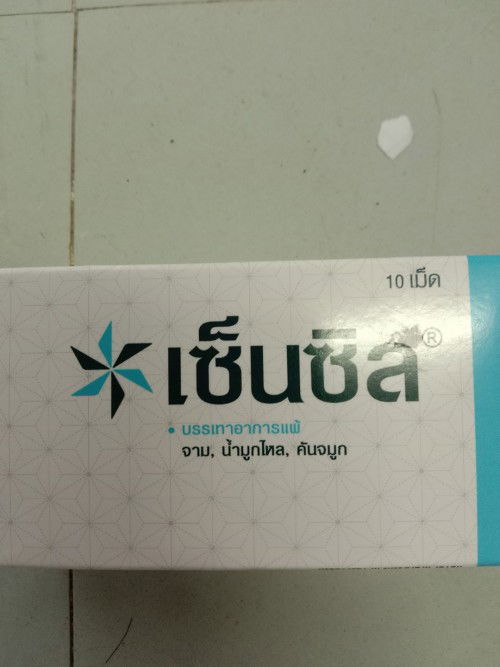 10 เม็ด
เซ็นซิล®
• บรรเทาอาการแพ้
จาม, น้ำมูกไหล, คันจมูก